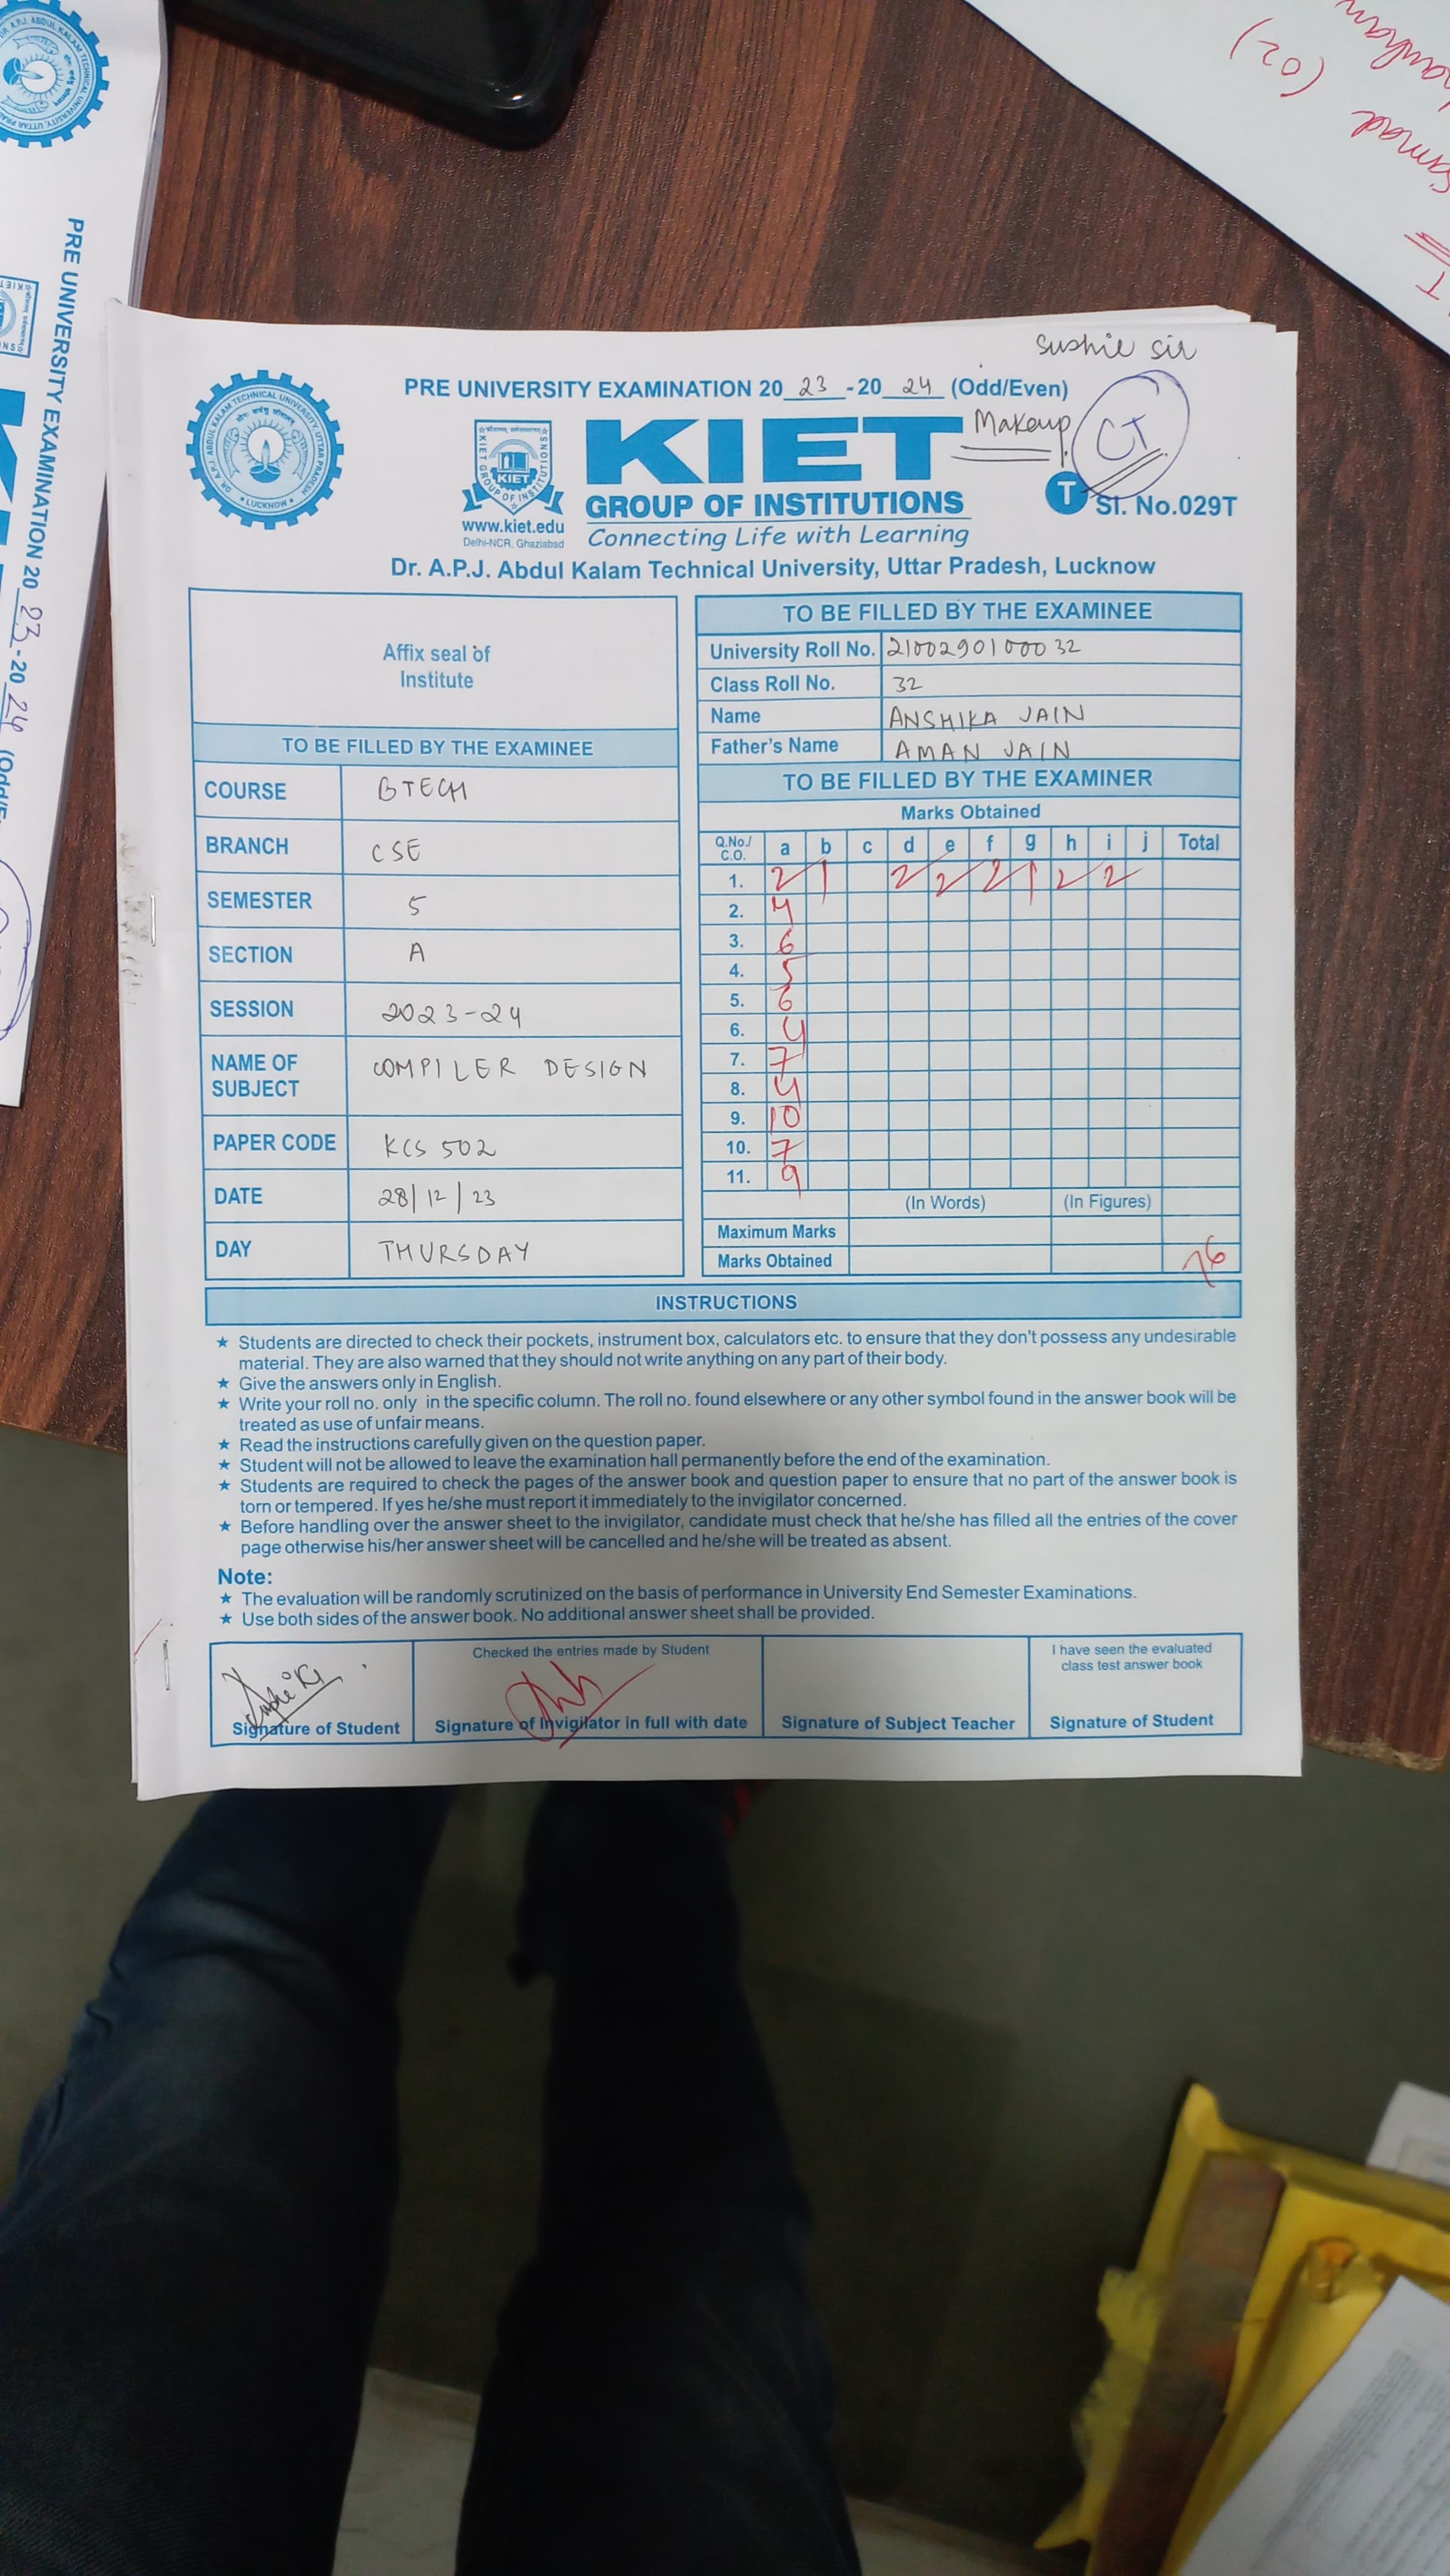 sushil sir
PRE UNIVERSITY EXAMINATION 20 23 - 20 24 (Odd/Even)
Makeup
CT
KIET
GROUP OF INSTITUTIONS
Connecting Life with Learning
www.kiet.edu
Delhi-NCR, Ghaziabad
T Sl. No.029T
Dr. A.P.J. Abdul Kalam Technical University, Uttar Pradesh, Lucknow
Affix seal of
Institute
TO BE FILLED BY THE EXAMINEE
COURSE BTECH
BRANCH CSE
SEMESTER 5
SECTION A
SESSION 2023-24
NAME OF SUBJECT COMPILER DESIGN
PAPER CODE KCS 502
DATE 28/12/23
DAY THURSDAY
TO BE FILLED BY THE EXAMINEE
University Roll No. 2100290100032
Class Roll No. 32
Name ANSHIKA JAIN
Father's Name AMAN JAIN
TO BE FILLED BY THE EXAMINER
Marks Obtained
Q.No./C.O. a b c d e f g h i j Total
1. 2 1 2 2 2 1 2 2
2. 4
3. 6
4. 5
5. 6
6. 4
7. 7
8. 4
9. 10
10. 7
11. 9
(In Words) (In Figures)
Maximum Marks
Marks Obtained 76
INSTRUCTIONS
★ Students are directed to check their pockets, instrument box, calculators etc. to ensure that they don't possess any undesirable
material. They are also warned that they should not write anything on any part of their body.
★ Give the answers only in English.
★ Write your roll no. only in the specific column. The roll no. found elsewhere or any other symbol found in the answer book will be
treated as use of unfair means.
★ Read the instructions carefully given on the question paper.
★ Student will not be allowed to leave the examination hall permanently before the end of the examination.
★ Students are required to check the pages of the answer book and question paper to ensure that no part of the answer book is
torn or tempered. If yes he/she must report it immediately to the invigilator concerned.
★ Before handling over the answer sheet to the invigilator, candidate must check that he/she has filled all the entries of the cover
page otherwise his/her answer sheet will be cancelled and he/she will be treated as absent.
Note:
★ The evaluation will be randomly scrutinized on the basis of performance in University End Semester Examinations.
★ Use both sides of the answer book. No additional answer sheet shall be provided.
Signature of Student
Checked the entries made by Student
Signature of Invigilator in full with date
Signature of Subject Teacher
I have seen the evaluated
class test answer book
Signature of Student
PRE UNIVERSITY EXAMINATION 20 23 - 20 24
(02)